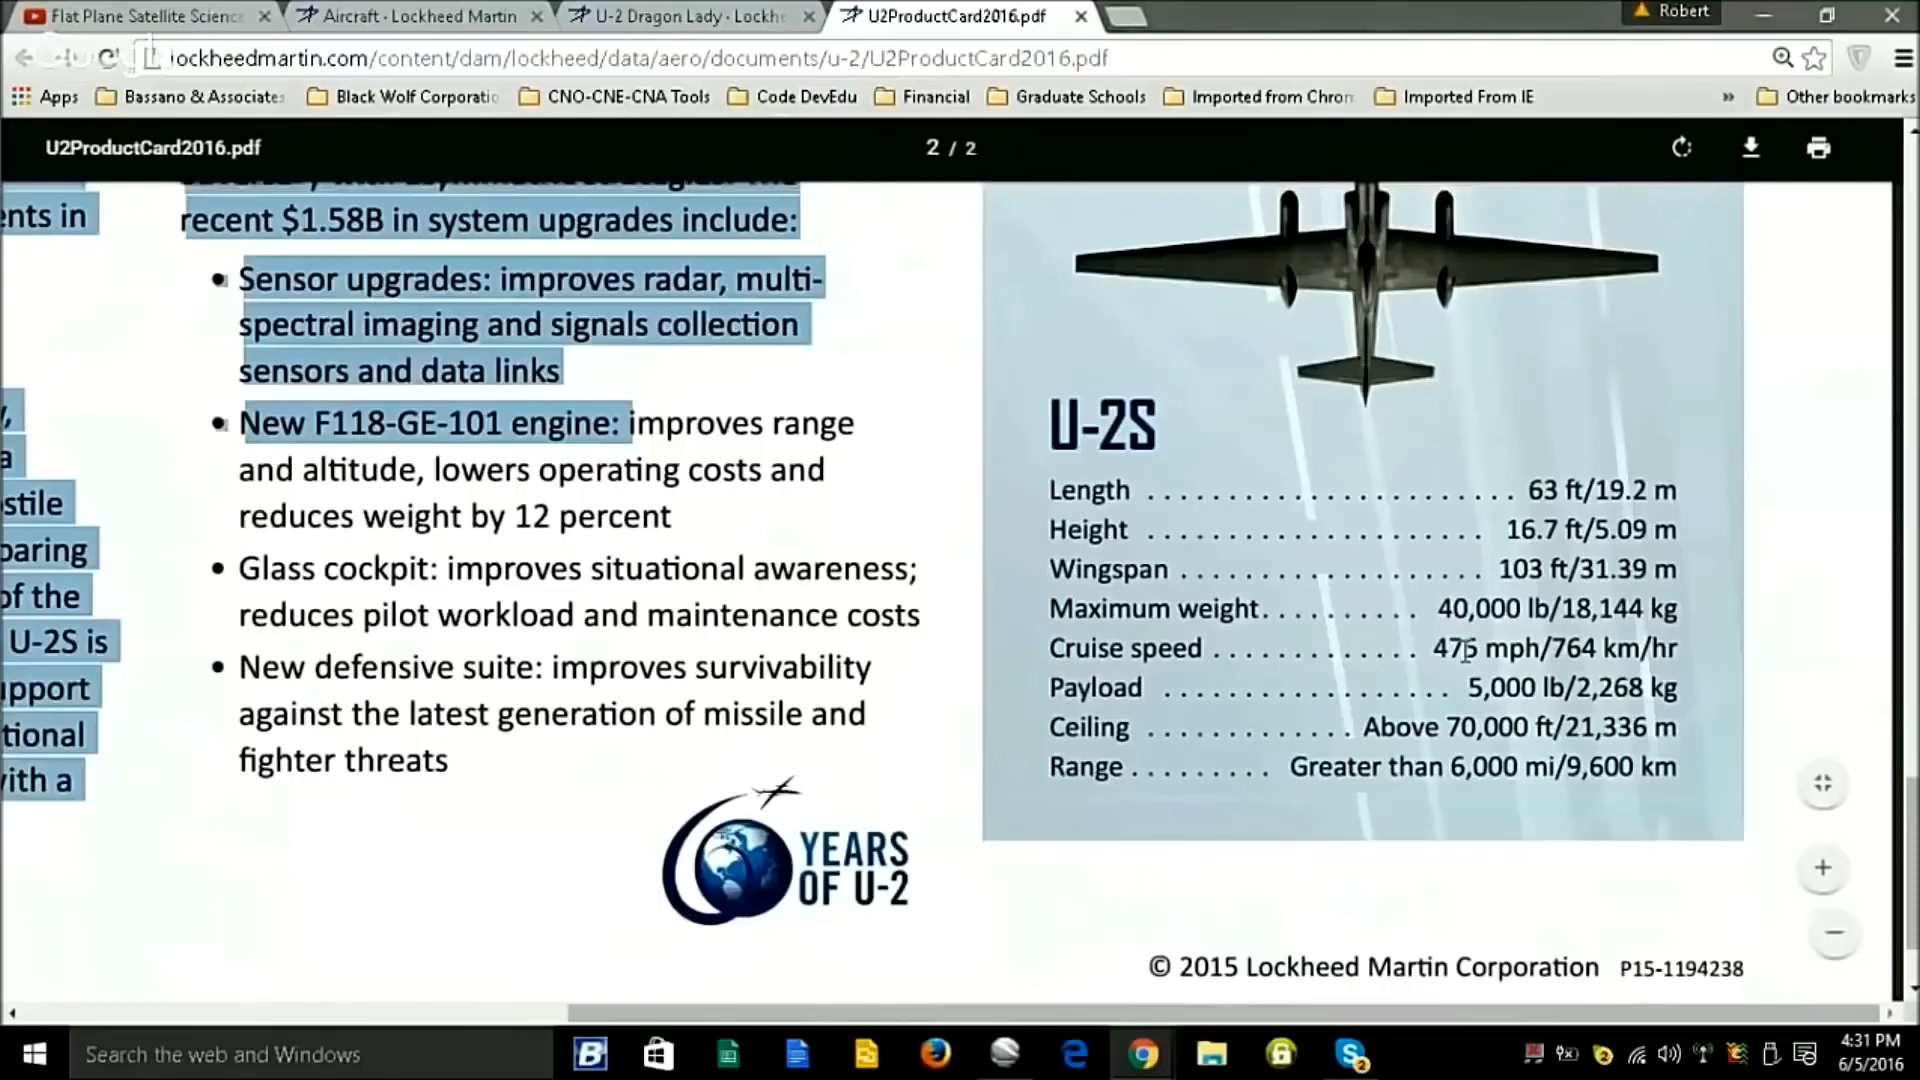 Flat Plane Satellite Scienc
Aircraft · Lockheed Martin
U-2 Dragon Lady · Lockhe
U2ProductCard2016.pdf
Robert
lockheedmartin.com/content/dam/lockheed/data/aero/documents/u-2/U2ProductCard2016.pdf
Apps
Bassano & Associates
Black Wolf Corporatic
CNO-CNE-CNA Tools
Code DevEdu
Financial
Graduate Schools
Imported from Chron
Imported From IE
»
Other bookmarks
U2ProductCard2016.pdf
2 / 2
ents in
stile
paring
of the
U-2S is
upport
tional
vith a
recent $1.58B in system upgrades include:
• Sensor upgrades: improves radar, multi-
spectral imaging and signals collection
sensors and data links
• New F118-GE-101 engine: improves range
and altitude, lowers operating costs and
reduces weight by 12 percent
• Glass cockpit: improves situational awareness;
reduces pilot workload and maintenance costs
• New defensive suite: improves survivability
against the latest generation of missile and
fighter threats
60 YEARS
OF U-2
U-2S
Length . . . . . . . . . . . . . . . . . . . . . . . . 63 ft/19.2 m
Height . . . . . . . . . . . . . . . . . . . . . . 16.7 ft/5.09 m
Wingspan . . . . . . . . . . . . . . . . . . . 103 ft/31.39 m
Maximum weight. . . . . . . . . . 40,000 lb/18,144 kg
Cruise speed . . . . . . . . . . . . . 475 mph/764 km/hr
Payload . . . . . . . . . . . . . . . . . . 5,000 lb/2,268 kg
Ceiling . . . . . . . . . . . . . Above 70,000 ft/21,336 m
Range . . . . . . . . . Greater than 6,000 mi/9,600 km
© 2015 Lockheed Martin Corporation P15-1194238
Search the web and Windows
4:31 PM
6/5/2016